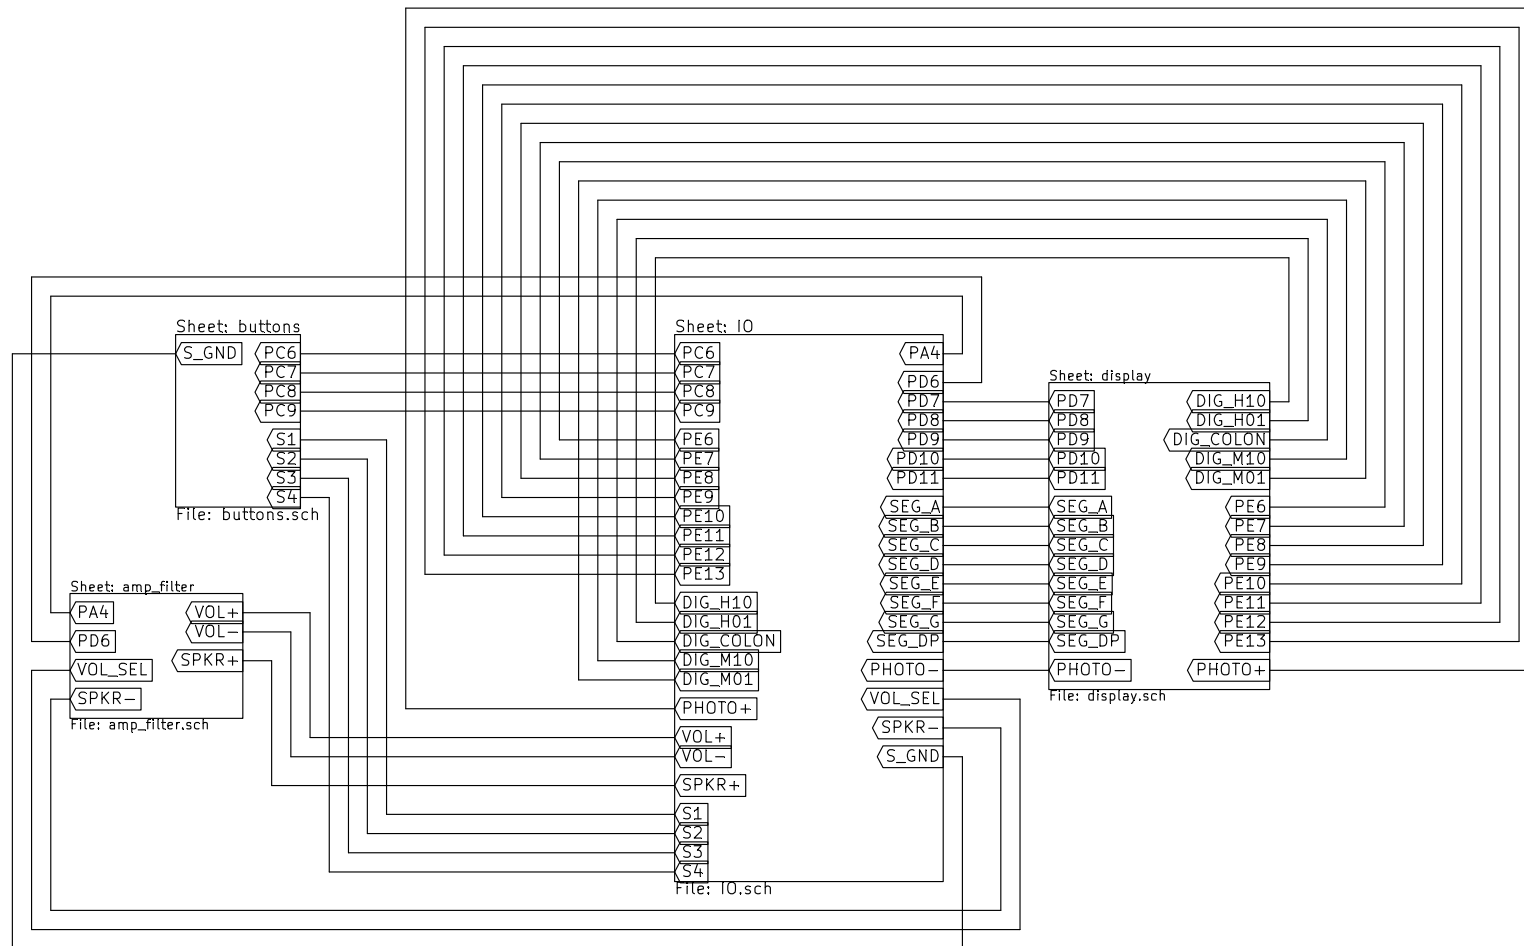 Sheet: buttons
S_GND
PC6
PC7
PC8
PC9
S1
S2
S3
S4
File: buttons.sch
Sheet: amp_filter
PA4
PD6
VOL_SEL
SPKR-
VOL+
VOL-
SPKR+
File: amp_filter.sch
Sheet: IO
PC6
PC7
PC8
PC9
PE6
PE7
PE8
PE9
PE10
PE11
PE12
PE13
DIG_H10
DIG_H01
DIG_COLON
DIG_M10
DIG_M01
PHOTO+
VOL+
VOL-
SPKR+
S1
S2
S3
S4
PA4
PD6
PD7
PD8
PD9
PD10
PD11
SEG_A
SEG_B
SEG_C
SEG_D
SEG_E
SEG_F
SEG_G
SEG_DP
PHOTO-
VOL_SEL
SPKR-
S_GND
File: IO.sch
Sheet: display
PD7
PD8
PD9
PD10
PD11
SEG_A
SEG_B
SEG_C
SEG_D
SEG_E
SEG_F
SEG_G
SEG_DP
PHOTO-
DIG_H10
DIG_H01
DIG_COLON
DIG_M10
DIG_M01
PE6
PE7
PE8
PE9
PE10
PE11
PE12
PE13
PHOTO+
File: display.sch